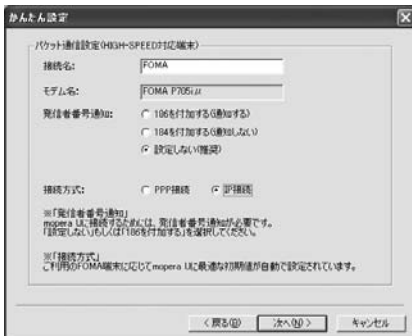 かんたん設定
パケット通信設定(HIGH-SPEED対応端末)
接続名: FOMA
モデム名: FOMA P705iμ
発信者番号通知: 186を付加する(通知する)
184を付加する(通知しない)
設定しない(推奨)
接続方式: PPP接続 IP接続
※「発信者番号通知」
mopera Uに接続するためには、発信者番号通知が必要です。
「設定しない」もしくは「186を付加する」を選択してください。
※「接続方式」
ご利用のFOMA端末に応じてmopera Uに最適な初期値が自動で設定されています。
< 戻る(B) 次へ(N) > キャンセル